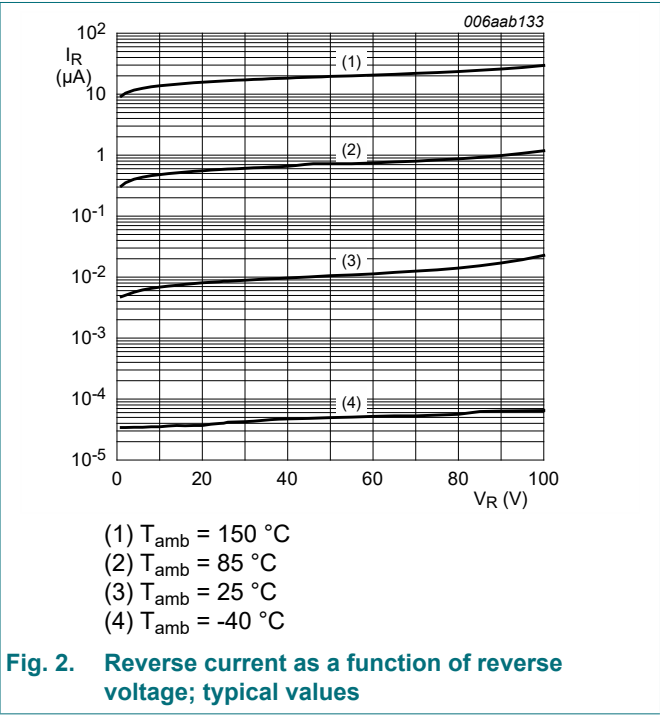 006aab133
10²
I_R
(µA)
10
1
10⁻¹
10⁻²
10⁻³
10⁻⁴
10⁻⁵
(1)
(2)
(3)
(4)
0 20 40 60 80 100
V_R (V)
(1) T_amb = 150 °C
(2) T_amb = 85 °C
(3) T_amb = 25 °C
(4) T_amb = -40 °C
Fig. 2. Reverse current as a function of reverse
voltage; typical values